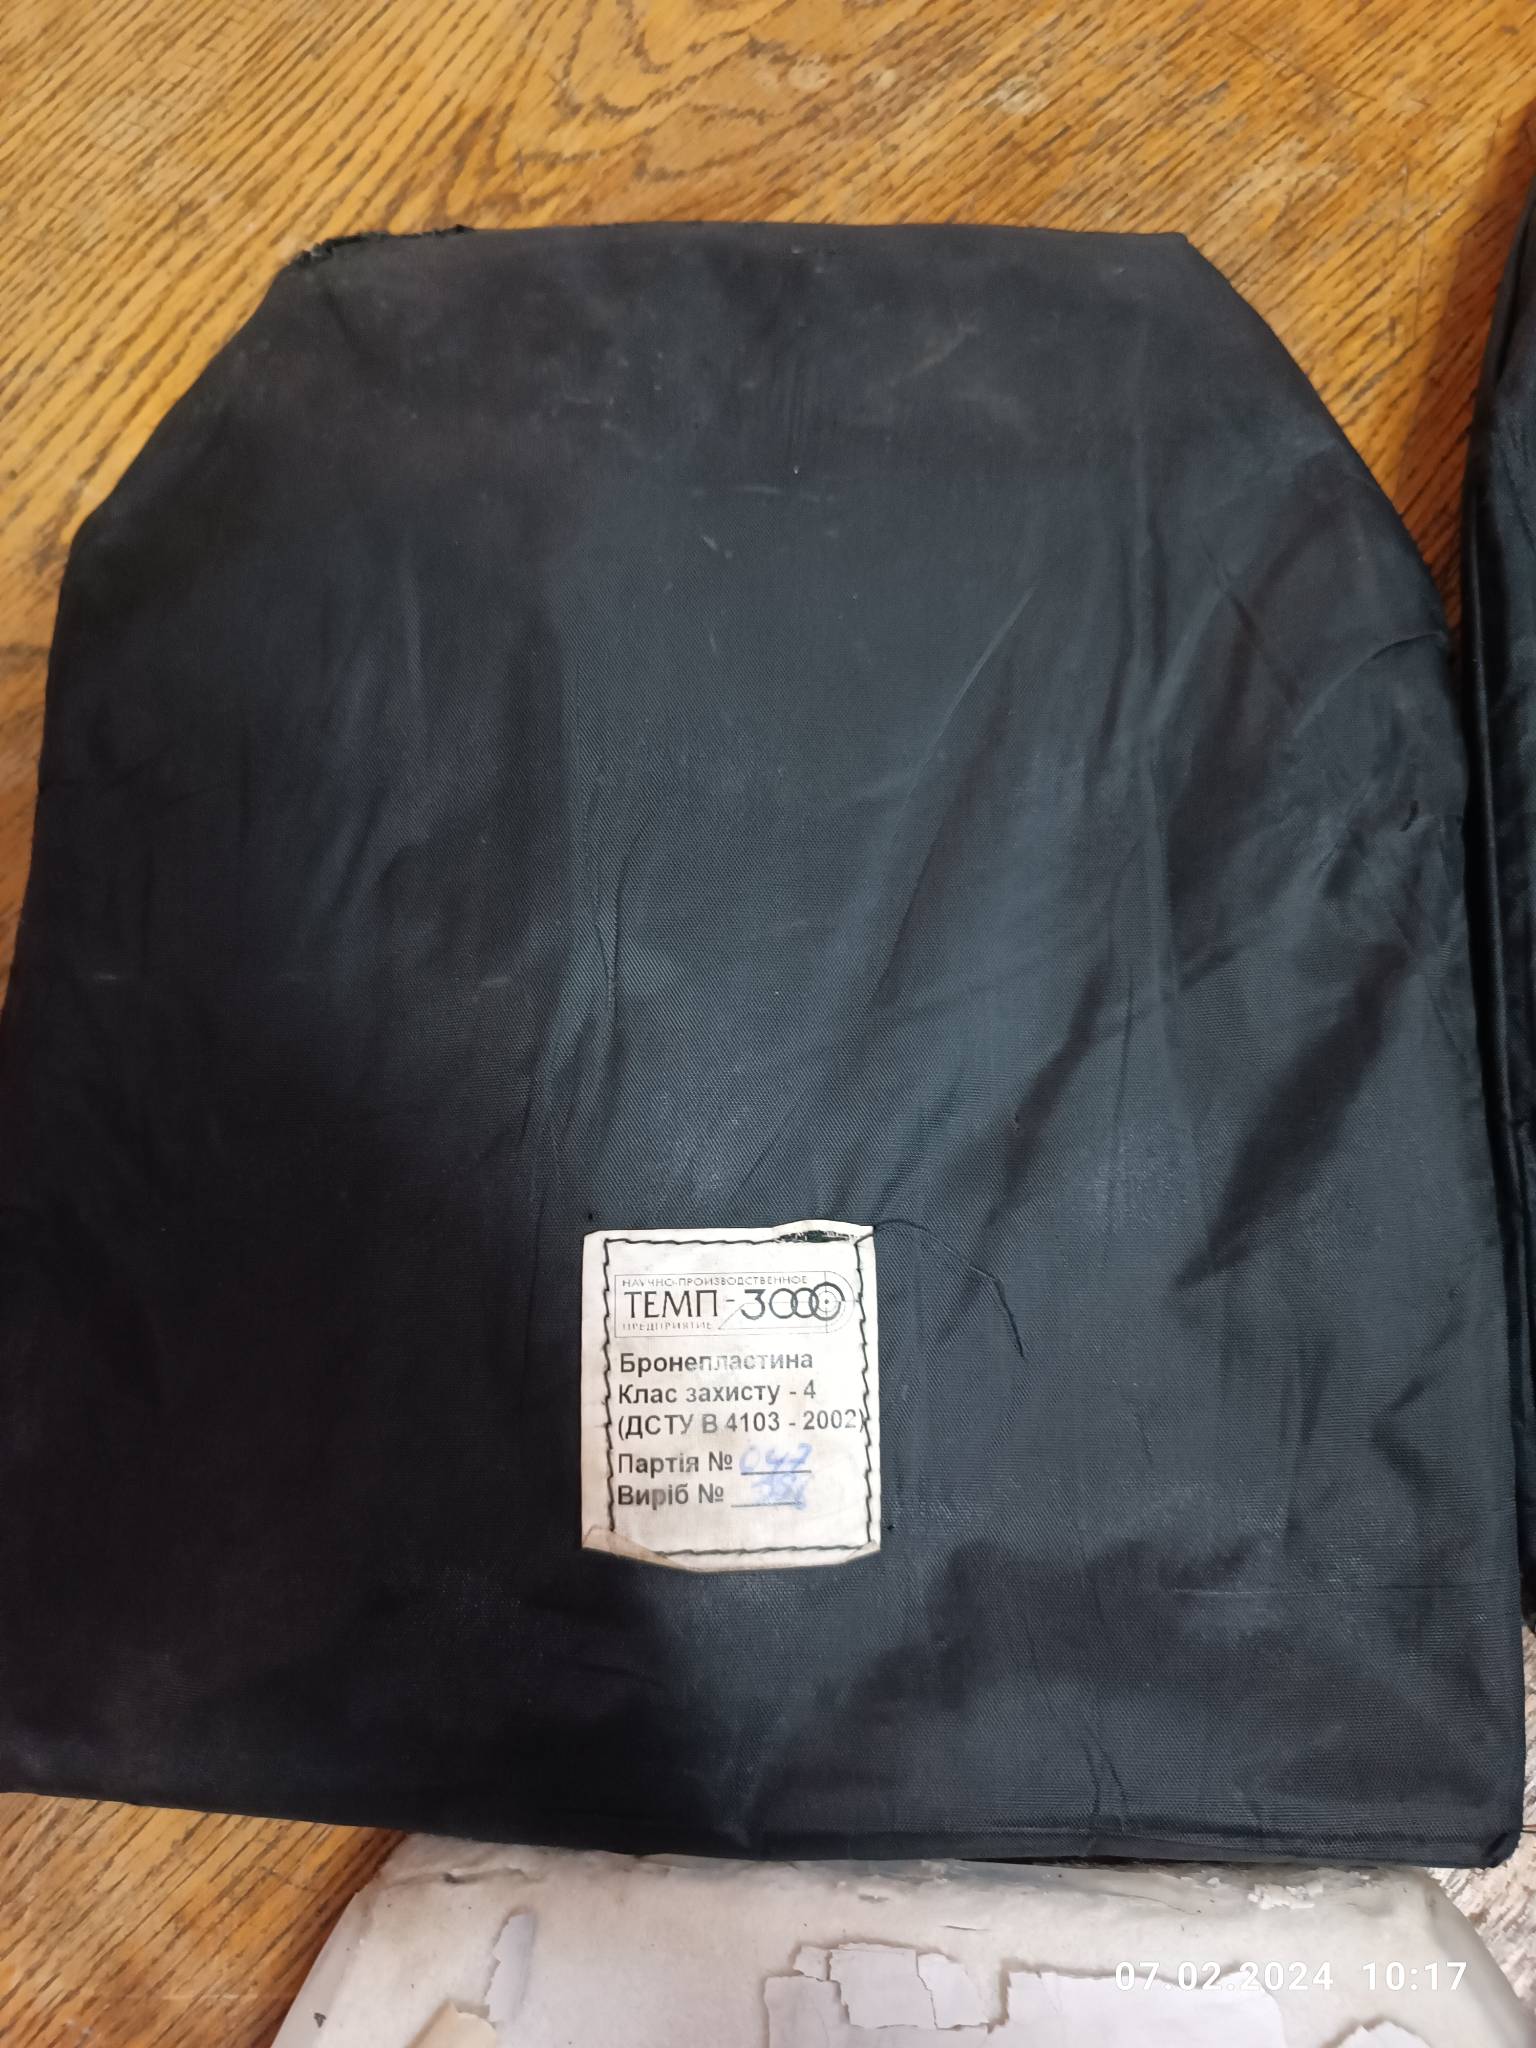 НАУЧНО-ПРОИЗВОДСТВЕННОЕ
ТЕМП-3000
ПРЕДПРИЯТИЕ
Бронепластина
Клас захисту - 4
(ДСТУ В 4103 - 2002)
Партія № 047
Виріб №
07.02.2024 10:17